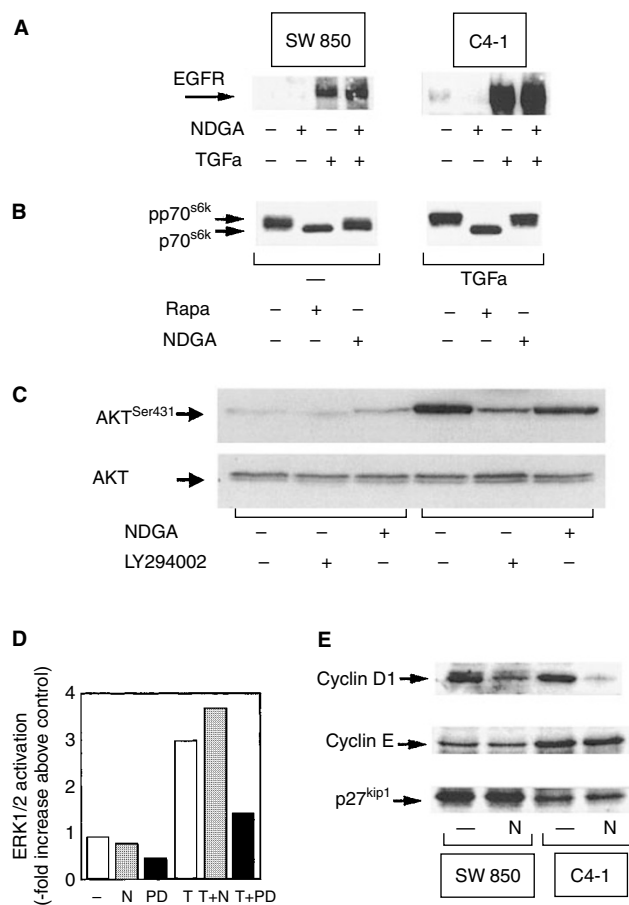 A
SW 850 C4-1
EGFR
NDGA – + – + – + – +
TGFa – – + + – – + +
B
pp70s6k
p70s6k
— TGFa
Rapa – + – – + –
NDGA – – + – – +
C
AKTSer431
AKT
NDGA – – + – – +
LY294002 – + – – + –
D
ERK1/2 activation
(-fold increase above control)
4
3
2
1
0
– N PD T T+N T+PD
E
Cyclin D1
Cyclin E
p27kip1
— N — N
SW 850 C4-1